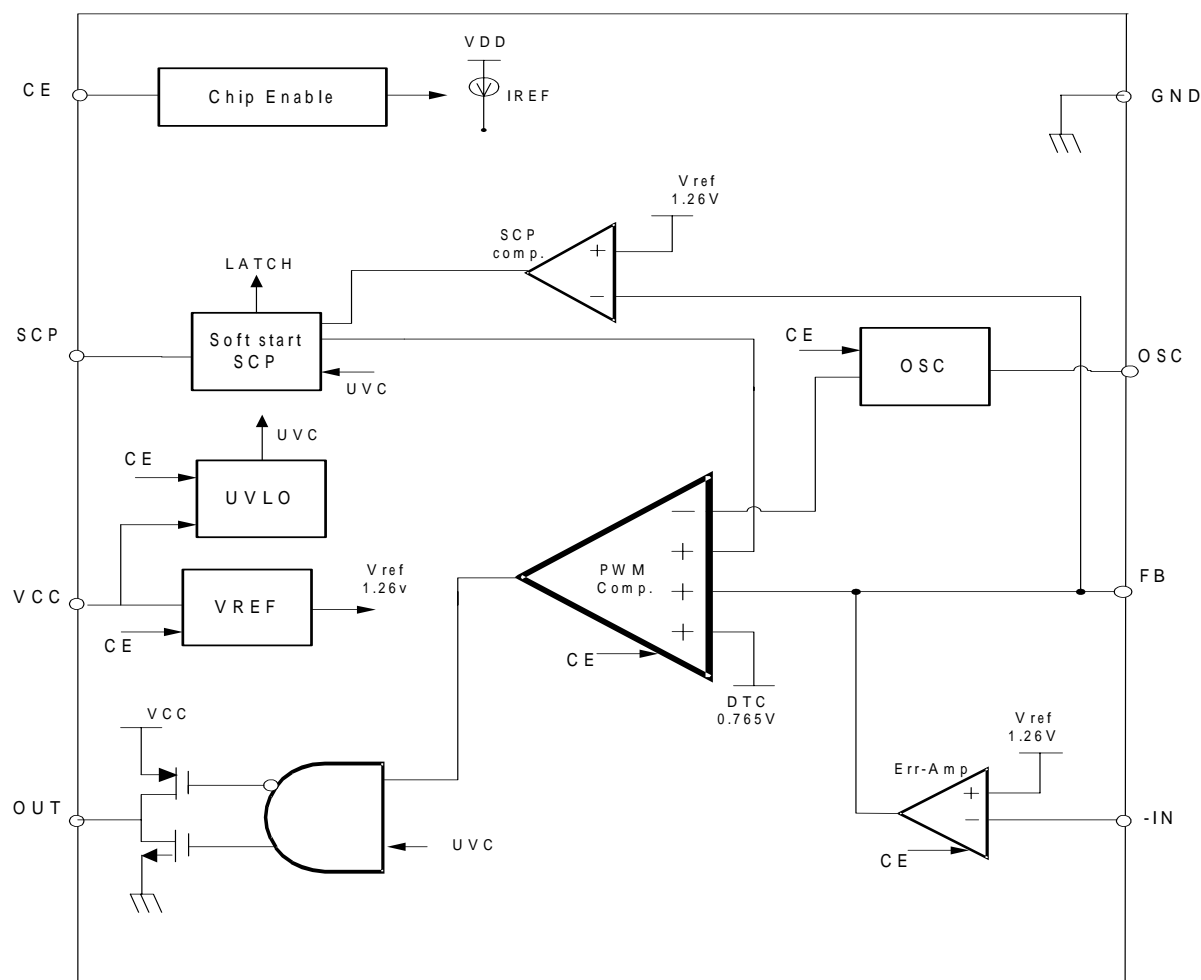 VDD
CE
Chip Enable
IREF
GND
Vref
1.26V
SCP
comp.
+
−
LATCH
SCP
Soft start
SCP
UVC
CE
OSC
OSC
UVC
CE
UVLO
−
+
+
+
PWM
Comp.
CE
DTC
0.765V
FB
VCC
VREF
Vref
1.26v
CE
VCC
OUT
UVC
Vref
1.26V
Err-Amp
+
−
CE
-IN